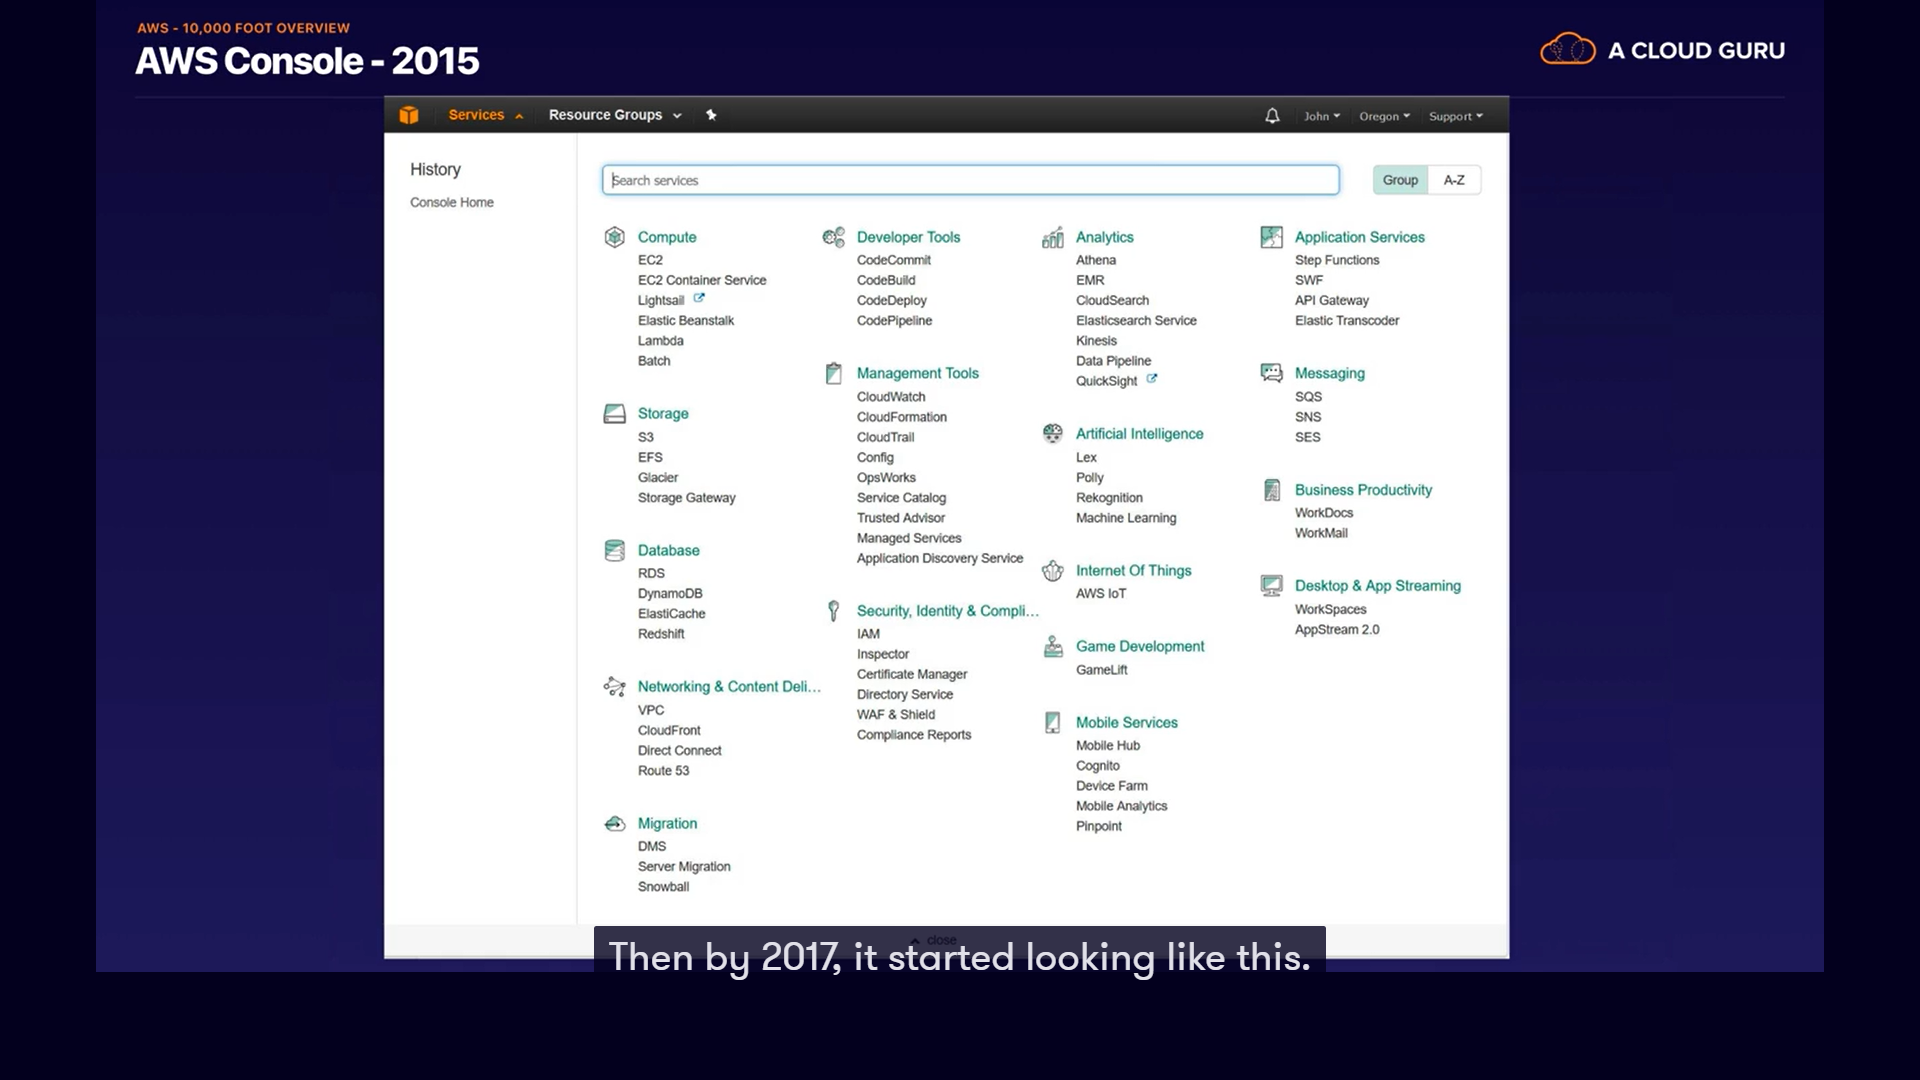 AWS - 10,000 FOOT OVERVIEW
AWS Console - 2015
A CLOUD GURU
Services
Resource Groups
John
Oregon
Support
History
Console Home
Search services
Group
A-Z
Compute
EC2
EC2 Container Service
Lightsail
Elastic Beanstalk
Lambda
Batch
Storage
S3
EFS
Glacier
Storage Gateway
Database
RDS
DynamoDB
ElastiCache
Redshift
Networking & Content Deli...
VPC
CloudFront
Direct Connect
Route 53
Migration
DMS
Server Migration
Snowball
Developer Tools
CodeCommit
CodeBuild
CodeDeploy
CodePipeline
Management Tools
CloudWatch
CloudFormation
CloudTrail
Config
OpsWorks
Service Catalog
Trusted Advisor
Managed Services
Application Discovery Service
Security, Identity & Compli...
IAM
Inspector
Certificate Manager
Directory Service
WAF & Shield
Compliance Reports
Analytics
Athena
EMR
CloudSearch
Elasticsearch Service
Kinesis
Data Pipeline
QuickSight
Artificial Intelligence
Lex
Polly
Rekognition
Machine Learning
Internet Of Things
AWS IoT
Game Development
GameLift
Mobile Services
Mobile Hub
Cognito
Device Farm
Mobile Analytics
Pinpoint
Application Services
Step Functions
SWF
API Gateway
Elastic Transcoder
Messaging
SQS
SNS
SES
Business Productivity
WorkDocs
WorkMail
Desktop & App Streaming
WorkSpaces
AppStream 2.0
close
Then by 2017, it started looking like this.